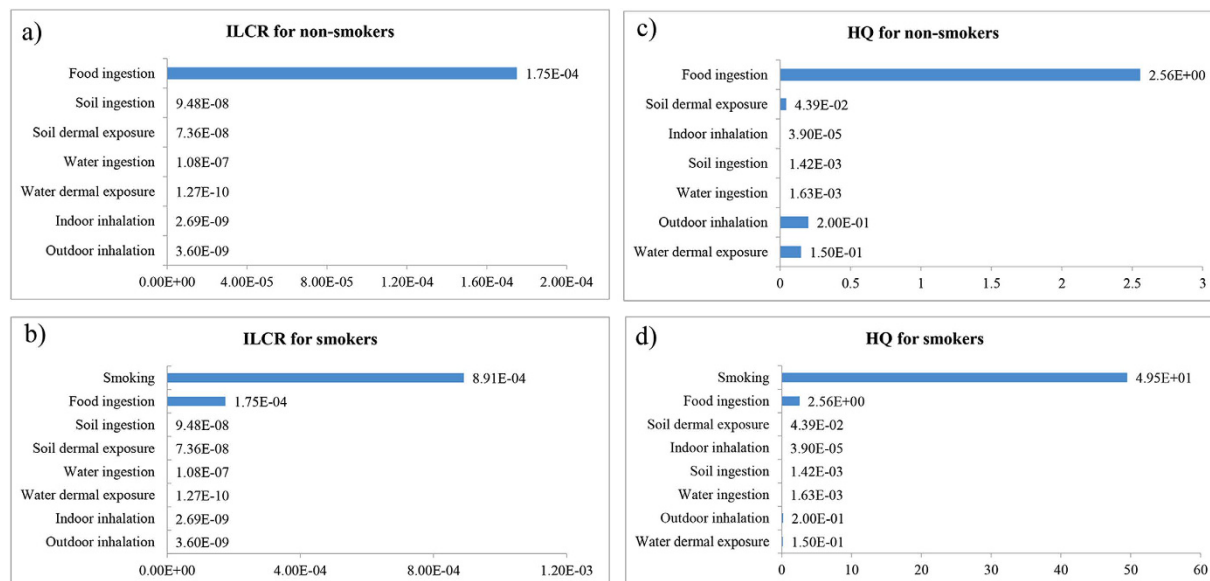 a)
ILCR for non-smokers
Food ingestion 1.75E-04
Soil ingestion 9.48E-08
Soil dermal exposure 7.36E-08
Water ingestion 1.08E-07
Water dermal exposure 1.27E-10
Indoor inhalation 2.69E-09
Outdoor inhalation 3.60E-09
0.00E+00 4.00E-05 8.00E-05 1.20E-04 1.60E-04 2.00E-04
c)
HQ for non-smokers
Food ingestion 2.56E+00
Soil dermal exposure 4.39E-02
Indoor inhalation 3.90E-05
Soil ingestion 1.42E-03
Water ingestion 1.63E-03
Outdoor inhalation 2.00E-01
Water dermal exposure 1.50E-01
0 0.5 1 1.5 2 2.5 3
b)
ILCR for smokers
Smoking 8.91E-04
Food ingestion 1.75E-04
Soil ingestion 9.48E-08
Soil dermal exposure 7.36E-08
Water ingestion 1.08E-07
Water dermal exposure 1.27E-10
Indoor inhalation 2.69E-09
Outdoor inhalation 3.60E-09
0.00E+00 4.00E-04 8.00E-04 1.20E-03
d)
HQ for smokers
Smoking 4.95E+01
Food ingestion 2.56E+00
Soil dermal exposure 4.39E-02
Indoor inhalation 3.90E-05
Soil ingestion 1.42E-03
Water ingestion 1.63E-03
Outdoor inhalation 2.00E-01
Water dermal exposure 1.50E-01
0 10 20 30 40 50 60